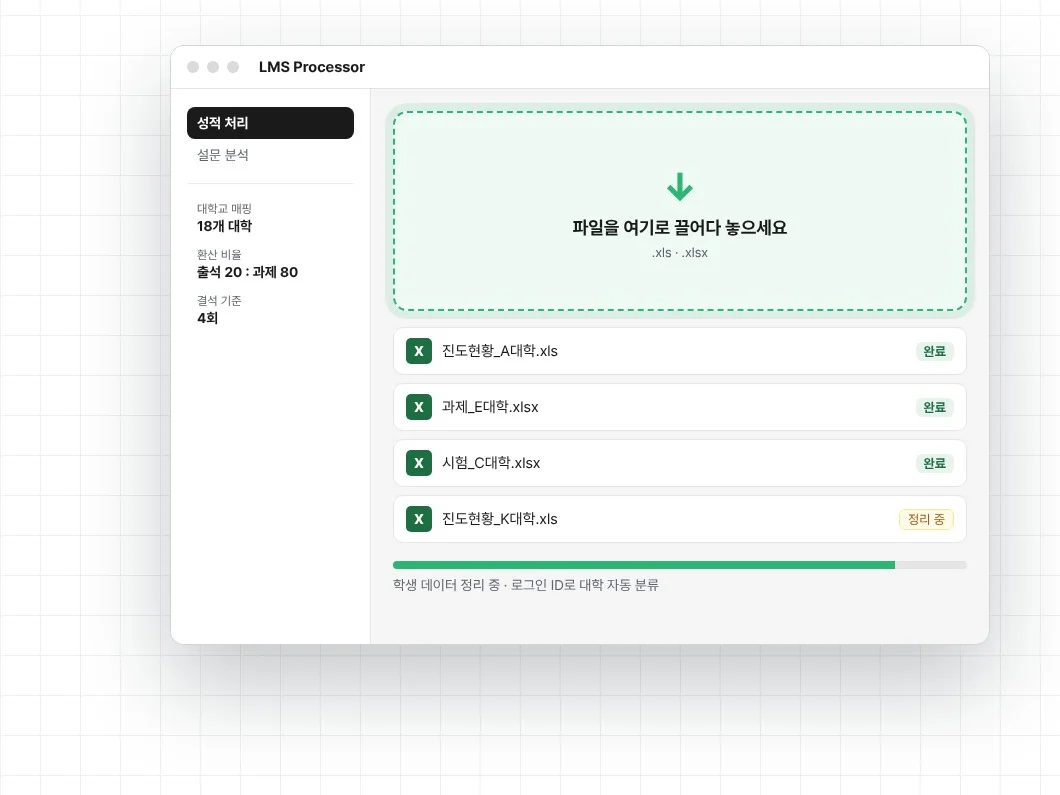 LMS Processor
성적 처리
설문 분석
대학교 매핑
18개 대학
환산 비율
출석 20 : 과제 80
결석 기준
4회
파일을 여기로 끌어다 놓으세요
.xls · .xlsx
X 진도현황_A대학.xls 완료
X 과제_E대학.xlsx 완료
X 시험_C대학.xlsx 완료
X 진도현황_K대학.xls 정리 중
학생 데이터 정리 중 · 로그인 ID로 대학 자동 분류